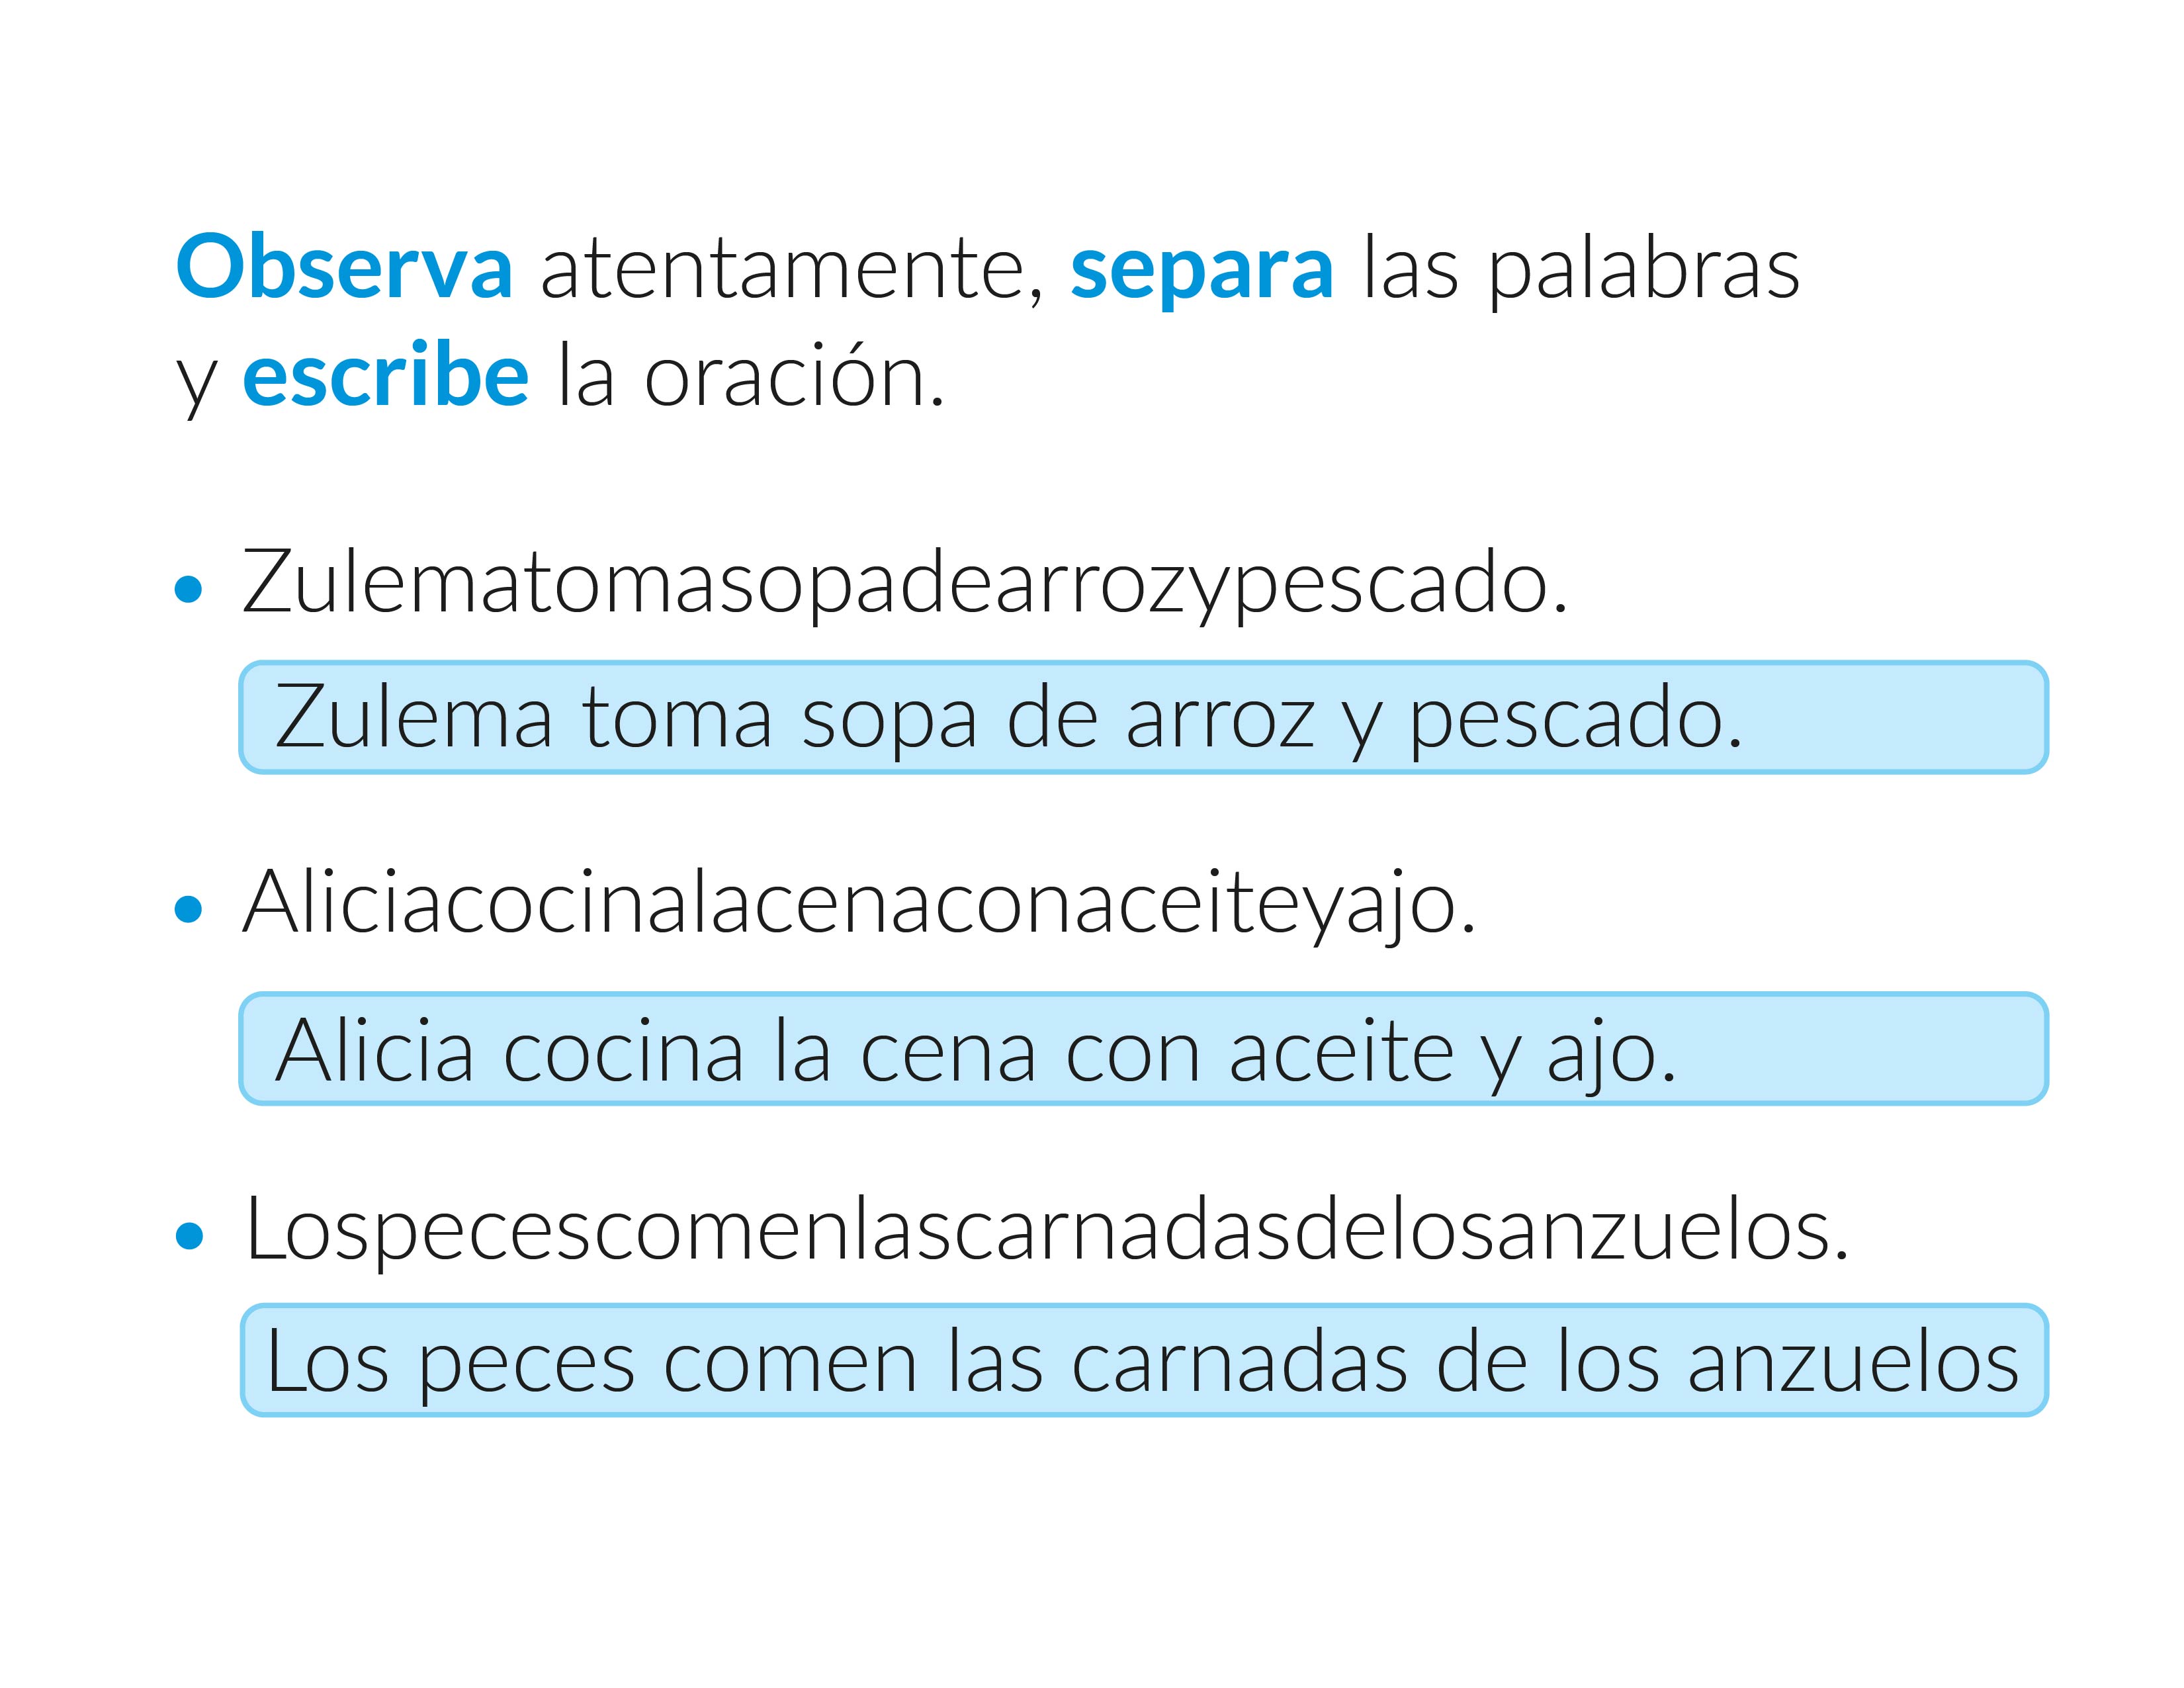 Observa atentamente, separa las palabras
y escribe la oración.
• Zulematomasopadearrozypescado.
Zulema toma sopa de arroz y pescado.
• Aliciacocinalacenaconaceiteyajo.
Alicia cocina la cena con aceite y ajo.
• Lospecescomenlascarnadasdelosanzuelos.
Los peces comen las carnadas de los anzuelos